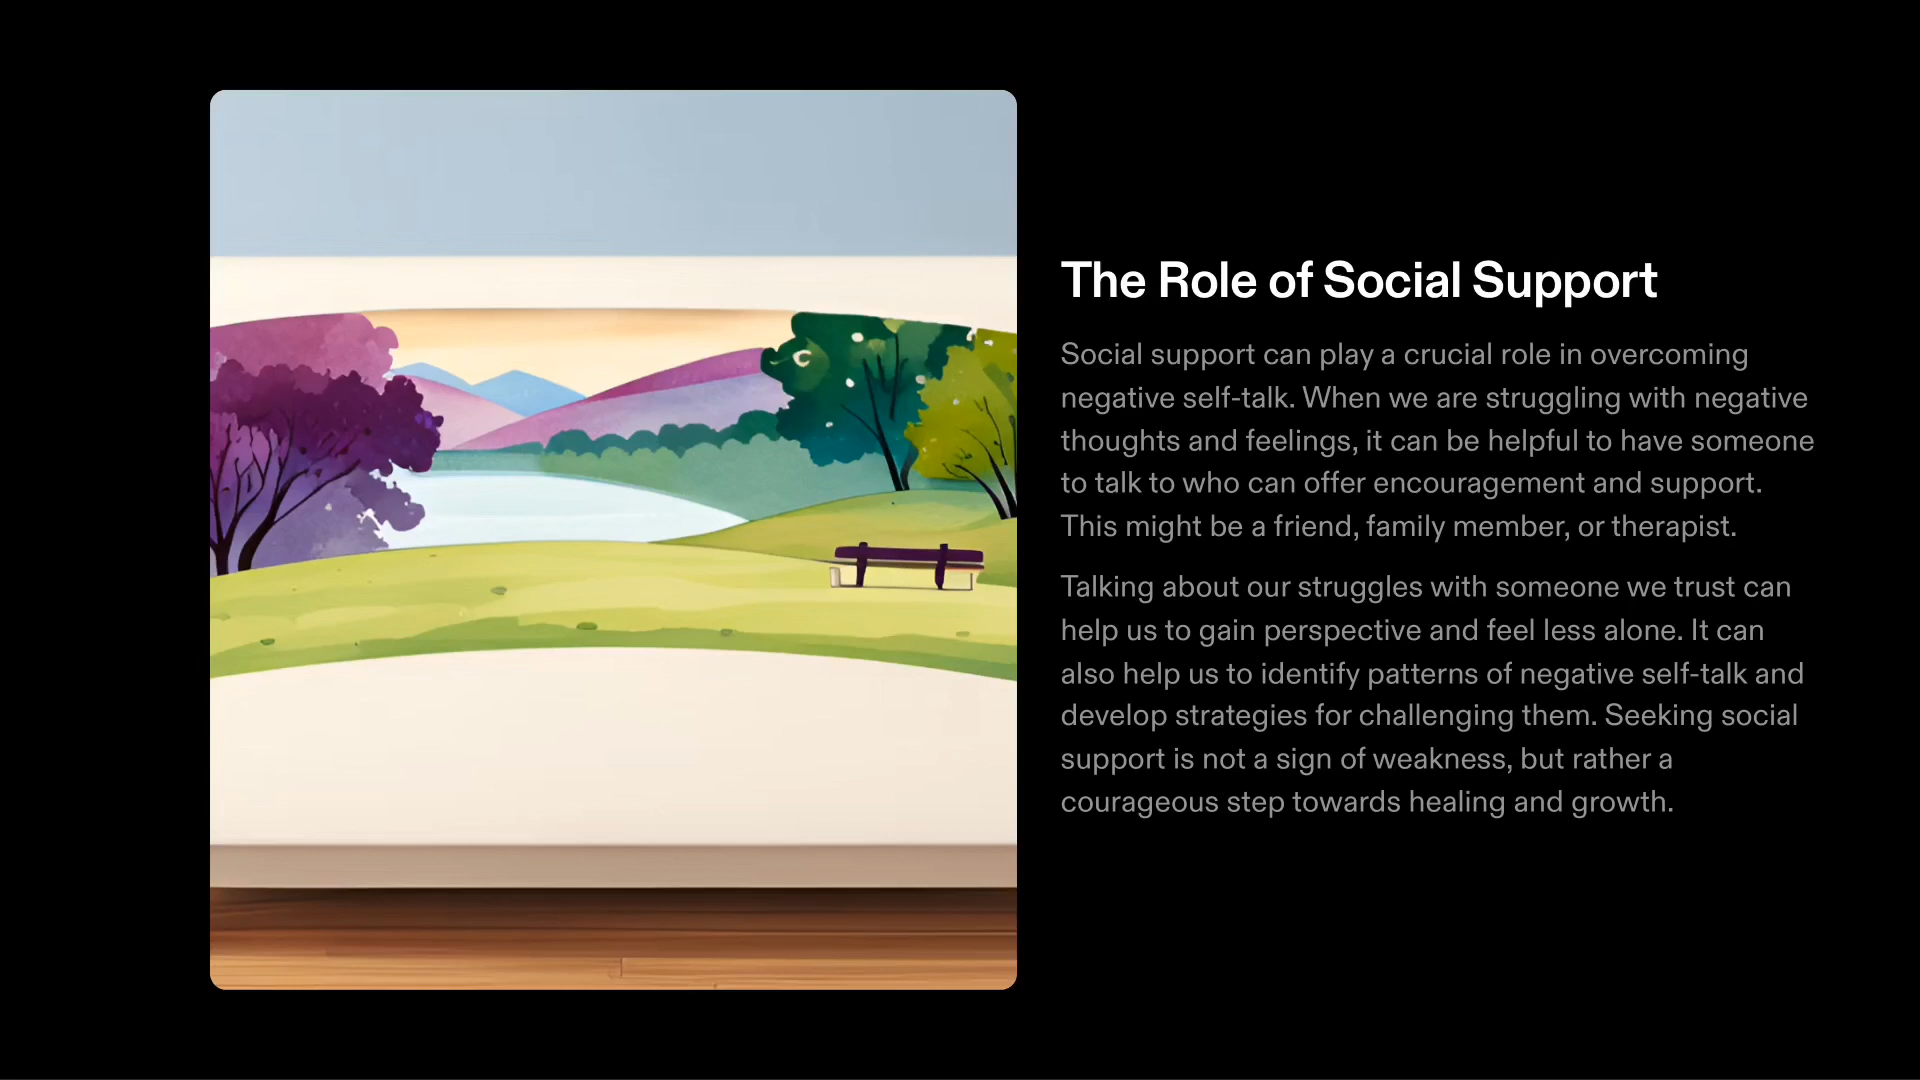 The Role of Social Support
Social support can play a crucial role in overcoming
negative self-talk. When we are struggling with negative
thoughts and feelings, it can be helpful to have someone
to talk to who can offer encouragement and support.
This might be a friend, family member, or therapist.
Talking about our struggles with someone we trust can
help us to gain perspective and feel less alone. It can
also help us to identify patterns of negative self-talk and
develop strategies for challenging them. Seeking social
support is not a sign of weakness, but rather a
courageous step towards healing and growth.